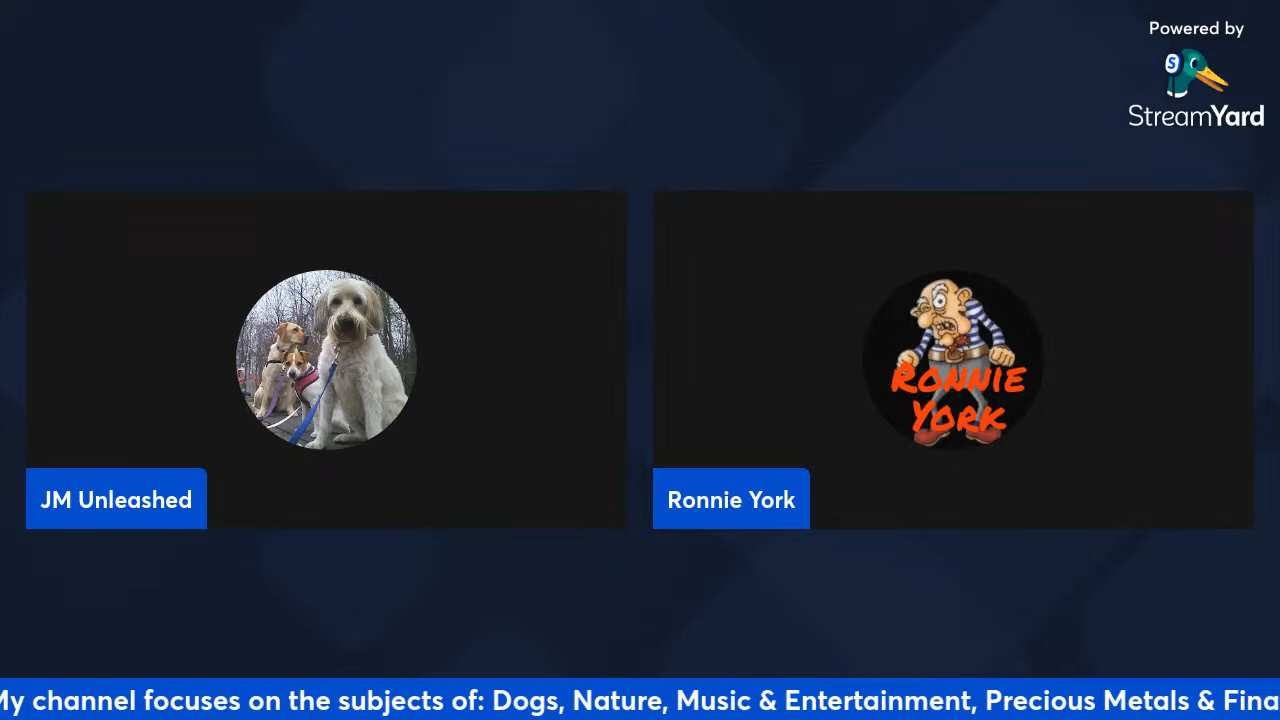 Powered by
S
StreamYard
RONNIE
YORK
JM Unleashed
Ronnie York
My channel focuses on the subjects of: Dogs, Nature, Music & Entertainment, Precious Metals & Fina